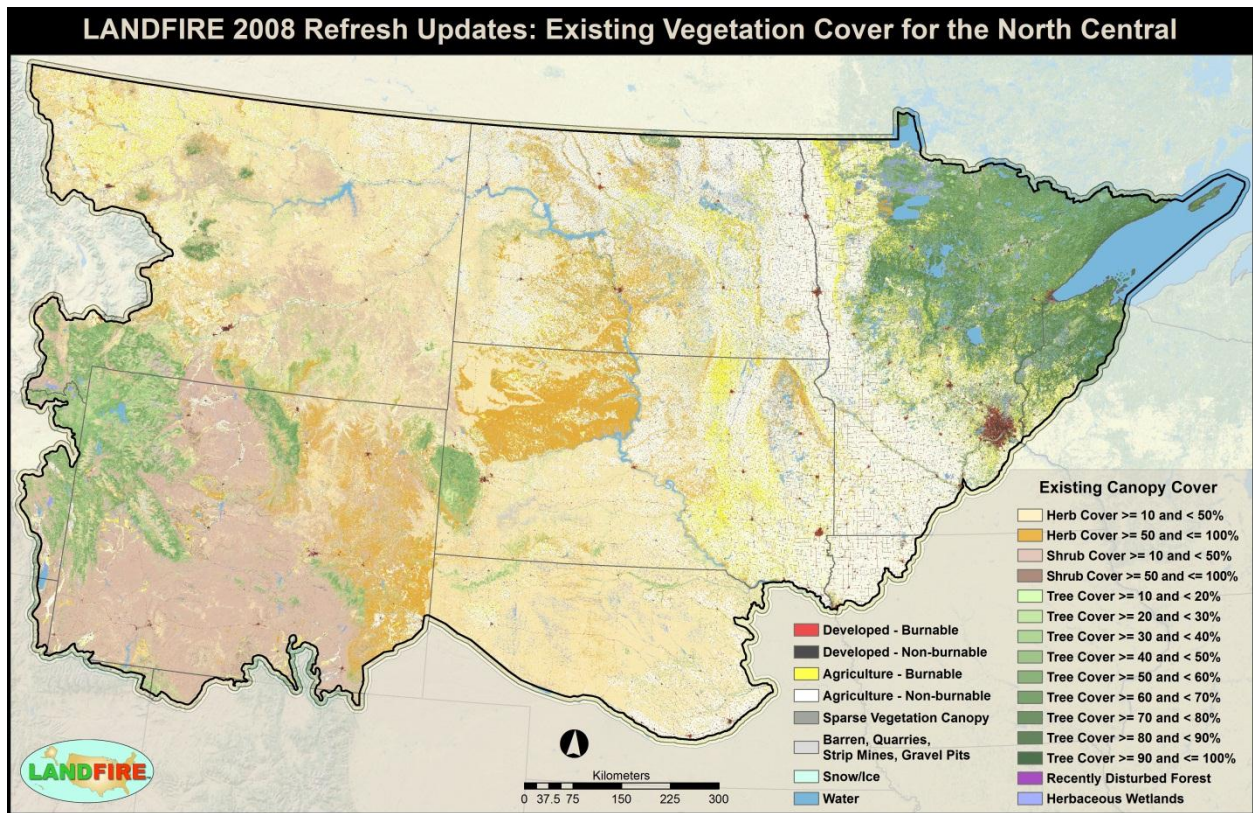 LANDFIRE 2008 Refresh Updates: Existing Vegetation Cover for the North Central
Existing Canopy Cover
Herb Cover >= 10 and < 50%
Herb Cover >= 50 and <= 100%
Shrub Cover >= 10 and < 50%
Shrub Cover >= 50 and <= 100%
Tree Cover >= 10 and < 20%
Tree Cover >= 20 and < 30%
Tree Cover >= 30 and < 40%
Tree Cover >= 40 and < 50%
Tree Cover >= 50 and < 60%
Tree Cover >= 60 and < 70%
Tree Cover >= 70 and < 80%
Tree Cover >= 80 and < 90%
Tree Cover >= 90 and <= 100%
Recently Disturbed Forest
Herbaceous Wetlands
Developed - Burnable
Developed - Non-burnable
Agriculture - Burnable
Agriculture - Non-burnable
Sparse Vegetation Canopy
Barren, Quarries,
Strip Mines, Gravel Pits
Snow/Ice
Water
Kilometers
0 37.5 75 150 225 300
LANDFIRE